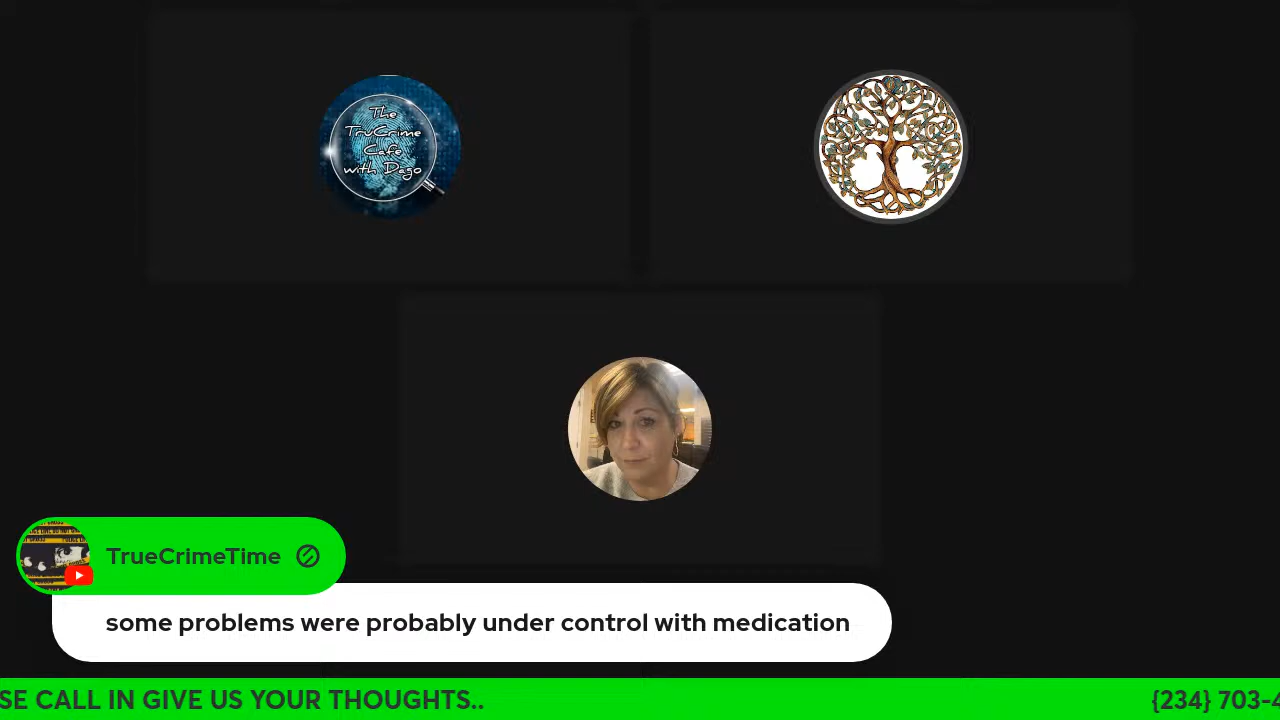 The
TruCrime
Cafe
with Dago
TrueCrimeTime
some problems were probably under control with medication
SE CALL IN GIVE US YOUR THOUGHTS.. {234} 703-4